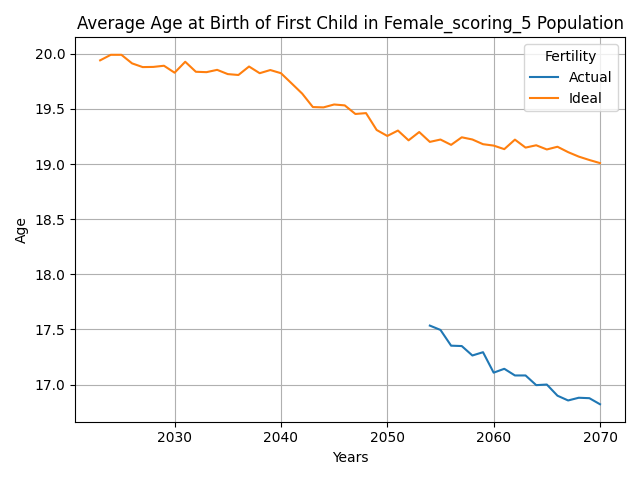 Average Age at Birth of First Child in Female_scoring_5 Population
Fertility
Actual
Ideal
20.0
19.5
19.0
18.5
18.0
17.5
17.0
Age
2030 2040 2050 2060 2070
Years